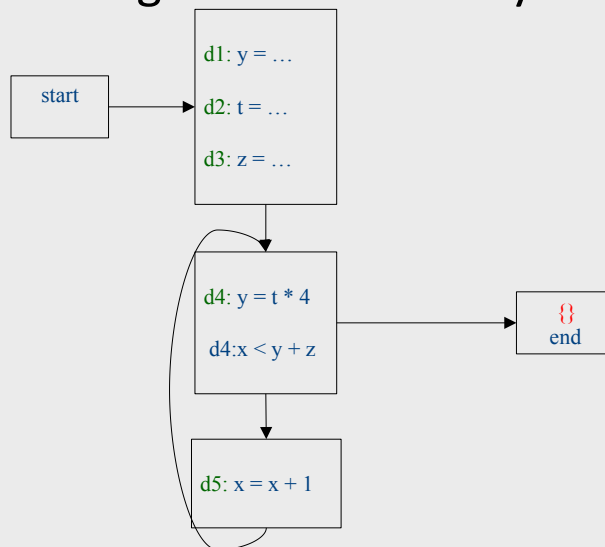 start
d1: y = …
d2: t = …
d3: z = …
d4: y = t * 4
d4:x < y + z
{}
end
d5: x = x + 1